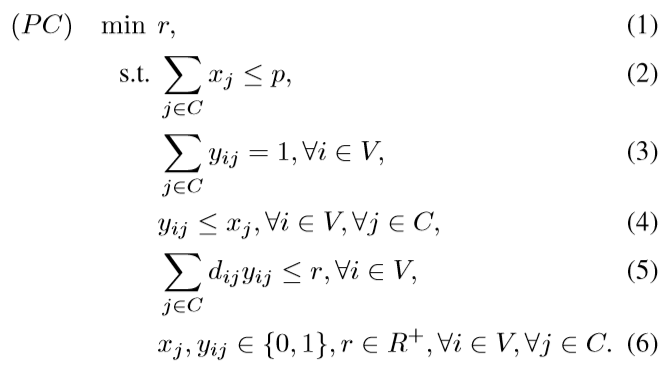 (PC) min r, (1)
s.t. ∑_{j∈C} x_j ≤ p, (2)
∑_{j∈C} y_{ij} = 1, ∀i ∈ V, (3)
y_{ij} ≤ x_j, ∀i ∈ V, ∀j ∈ C, (4)
∑_{j∈C} d_{ij}y_{ij} ≤ r, ∀i ∈ V, (5)
x_j, y_{ij} ∈ {0, 1}, r ∈ R^+, ∀i ∈ V, ∀j ∈ C. (6)